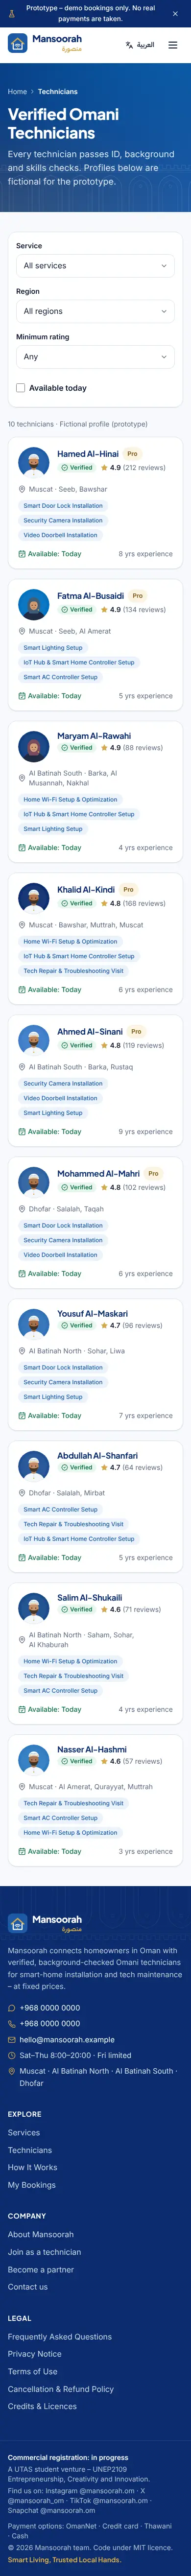 Prototype – demo bookings only. No real
payments are taken.
Mansoorah
منصورة
العربية
Home > Technicians
Verified Omani
Technicians
Every technician passes ID, background
and skills checks. Profiles below are
fictional for the prototype.
Service
All services
Region
All regions
Minimum rating
Any
Available today
10 technicians · Fictional profile (prototype)
Hamed Al-Hinai Pro
Verified 4.9 (212 reviews)
Muscat · Seeb, Bawshar
Smart Door Lock Installation
Security Camera Installation
Video Doorbell Installation
Available: Today 8 yrs experience
Fatma Al-Busaidi Pro
Verified 4.9 (134 reviews)
Muscat · Seeb, Al Amerat
Smart Lighting Setup
IoT Hub & Smart Home Controller Setup
Smart AC Controller Setup
Available: Today 5 yrs experience
Maryam Al-Rawahi
Verified 4.9 (88 reviews)
Al Batinah South · Barka, Al
Musannah, Nakhal
Home Wi-Fi Setup & Optimization
IoT Hub & Smart Home Controller Setup
Smart Lighting Setup
Available: Today 4 yrs experience
Khalid Al-Kindi Pro
Verified 4.8 (168 reviews)
Muscat · Bawshar, Muttrah, Muscat
Home Wi-Fi Setup & Optimization
IoT Hub & Smart Home Controller Setup
Tech Repair & Troubleshooting Visit
Available: Today 6 yrs experience
Ahmed Al-Sinani Pro
Verified 4.8 (119 reviews)
Al Batinah South · Barka, Rustaq
Security Camera Installation
Video Doorbell Installation
Smart Lighting Setup
Available: Today 9 yrs experience
Mohammed Al-Mahri Pro
Verified 4.8 (102 reviews)
Dhofar · Salalah, Taqah
Smart Door Lock Installation
Security Camera Installation
Video Doorbell Installation
Available: Today 6 yrs experience
Yousuf Al-Maskari
Verified 4.7 (96 reviews)
Al Batinah North · Sohar, Liwa
Smart Door Lock Installation
Security Camera Installation
Smart Lighting Setup
Available: Today 7 yrs experience
Abdullah Al-Shanfari
Verified 4.7 (64 reviews)
Dhofar · Salalah, Mirbat
Smart AC Controller Setup
Tech Repair & Troubleshooting Visit
IoT Hub & Smart Home Controller Setup
Available: Today 5 yrs experience
Salim Al-Shukaili
Verified 4.6 (71 reviews)
Al Batinah North · Saham, Sohar,
Al Khaburah
Home Wi-Fi Setup & Optimization
Tech Repair & Troubleshooting Visit
Smart AC Controller Setup
Available: Today 4 yrs experience
Nasser Al-Hashmi
Verified 4.6 (57 reviews)
Muscat · Al Amerat, Qurayyat, Muttrah
Tech Repair & Troubleshooting Visit
Smart AC Controller Setup
Home Wi-Fi Setup & Optimization
Available: Today 3 yrs experience
Mansoorah
منصورة
Mansoorah connects homeowners in Oman with
verified, background-checked Omani technicians
for smart-home installation and tech maintenance
– at fixed prices.
+968 0000 0000
+968 0000 0000
hello@mansoorah.example
Sat–Thu 8:00–20:00 · Fri limited
Muscat · Al Batinah North · Al Batinah South ·
Dhofar
EXPLORE
Services
Technicians
How It Works
My Bookings
COMPANY
About Mansoorah
Join as a technician
Become a partner
Contact us
LEGAL
Frequently Asked Questions
Privacy Notice
Terms of Use
Cancellation & Refund Policy
Credits & Licences
Commercial registration: in progress
A UTAS student venture – UNEP2109
Entrepreneurship, Creativity and Innovation.
Find us on: Instagram @mansoorah.om · X
@mansoorah_om · TikTok @mansoorah.om ·
Snapchat @mansoorah.om
Payment options: OmanNet · Credit card · Thawani
· Cash
© 2026 Mansoorah team. Code under MIT licence.
Smart Living, Trusted Local Hands.